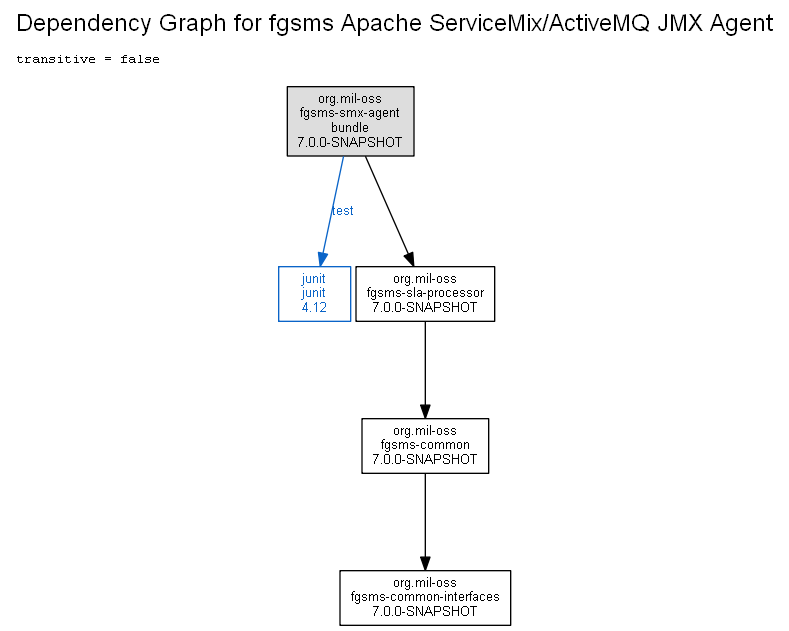 Dependency Graph for fgsms Apache ServiceMix/ActiveMQ JMX Agent
transitive = false
org.mil-oss
fgsms-smx-agent
bundle
7.0.0-SNAPSHOT
test
junit
junit
4.12
org.mil-oss
fgsms-sla-processor
7.0.0-SNAPSHOT
org.mil-oss
fgsms-common
7.0.0-SNAPSHOT
org.mil-oss
fgsms-common-interfaces
7.0.0-SNAPSHOT